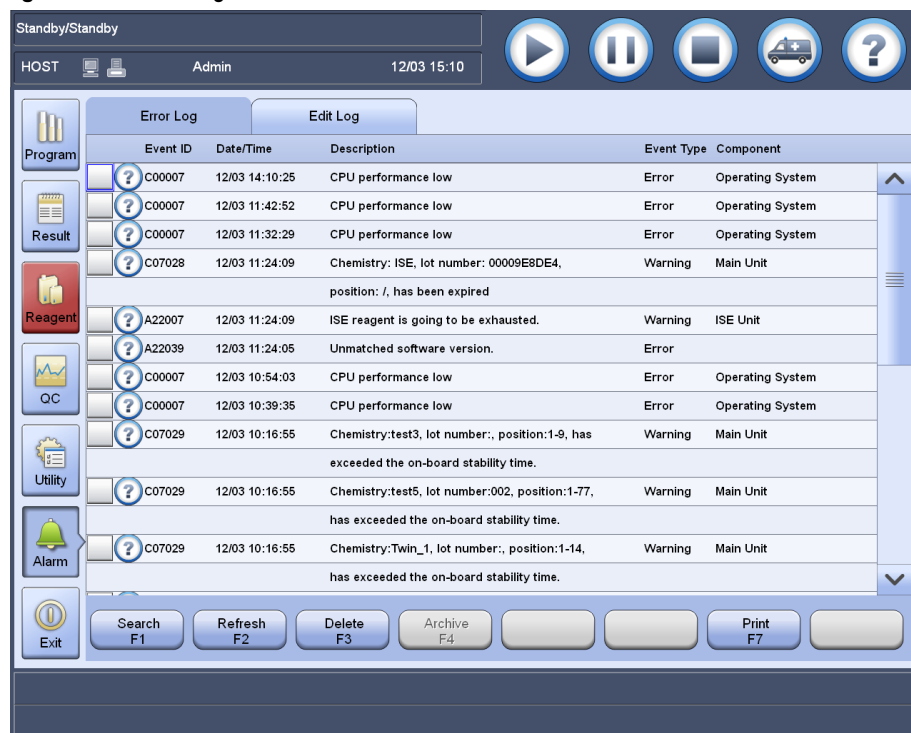 Standby/Standby
HOST Admin 12/03 15:10
?
Program
Result
Reagent
QC
Utility
Alarm
Exit
Error Log Edit Log
Event ID Date/Time Description Event Type Component
? C00007 12/03 14:10:25 CPU performance low Error Operating System
? C00007 12/03 11:42:52 CPU performance low Error Operating System
? C00007 12/03 11:32:29 CPU performance low Error Operating System
? C07028 12/03 11:24:09 Chemistry: ISE, lot number: 00009E8DE4, Warning Main Unit
position: /, has been expired
? A22007 12/03 11:24:09 ISE reagent is going to be exhausted. Warning ISE Unit
? A22039 12/03 11:24:05 Unmatched software version. Error
? C00007 12/03 10:54:03 CPU performance low Error Operating System
? C00007 12/03 10:39:35 CPU performance low Error Operating System
? C07029 12/03 10:16:55 Chemistry:test3, lot number:, position:1-9, has Warning Main Unit
exceeded the on-board stability time.
? C07029 12/03 10:16:55 Chemistry:test5, lot number:002, position:1-77, Warning Main Unit
has exceeded the on-board stability time.
? C07029 12/03 10:16:55 Chemistry:Twin_1, lot number:, position:1-14, Warning Main Unit
has exceeded the on-board stability time.
Search Refresh Delete Archive Print
F1 F2 F3 F4 F7